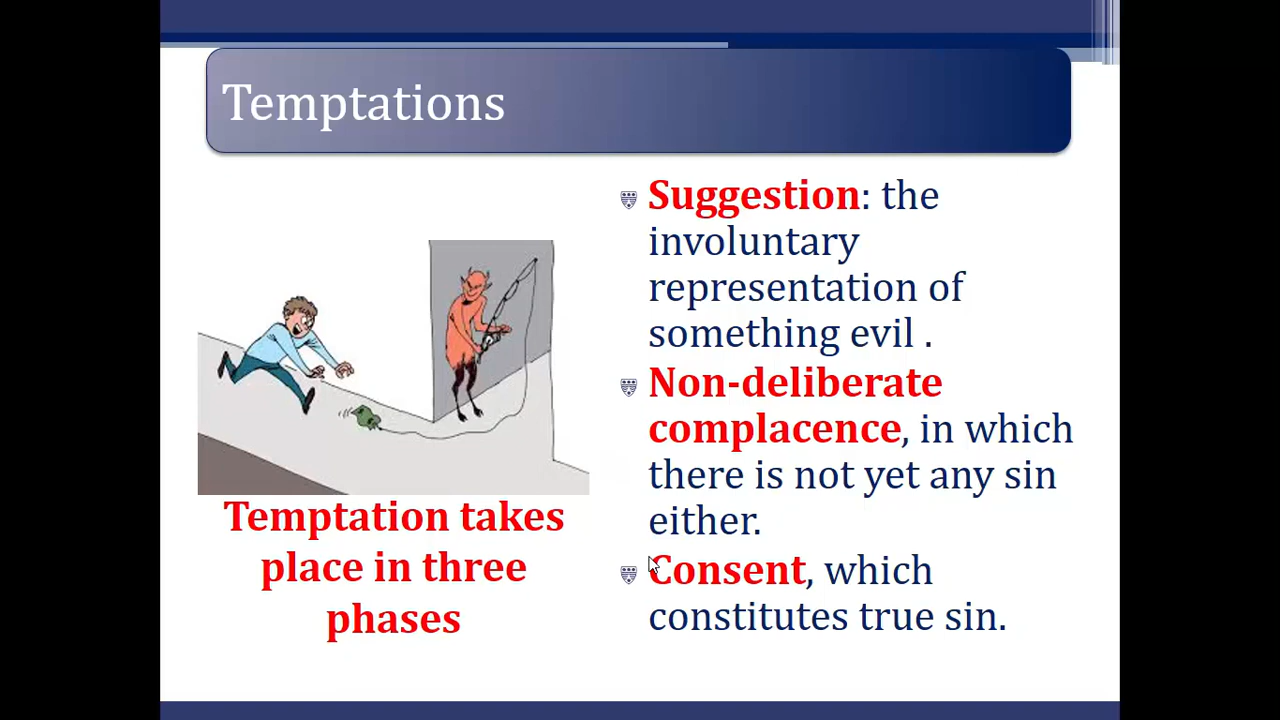 Temptations
Temptation takes
place in three
phases
Suggestion: the
involuntary
representation of
something evil .
Non-deliberate
complacence, in which
there is not yet any sin
either.
Consent, which
constitutes true sin.